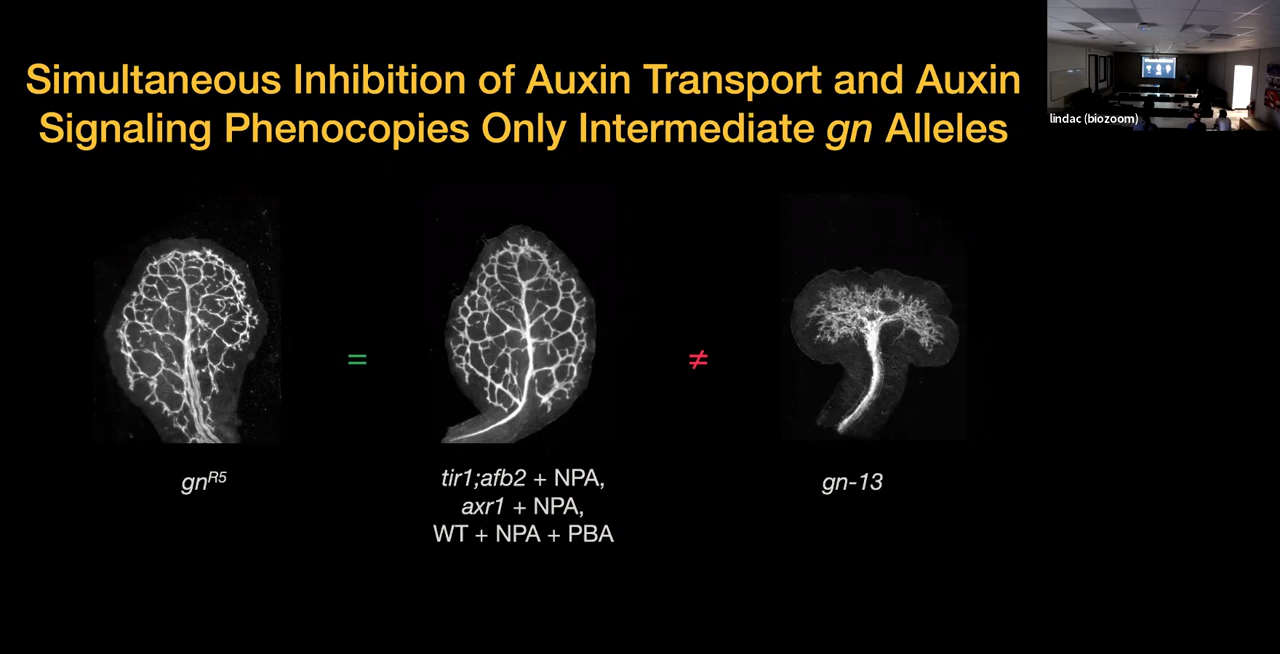 Simultaneous Inhibition of Auxin Transport and Auxin
Signaling Phenocopies Only Intermediate gn Alleles
lindac (biozoom)
=
≠
gnR5
tir1;afb2 + NPA,
axr1 + NPA,
WT + NPA + PBA
gn-13